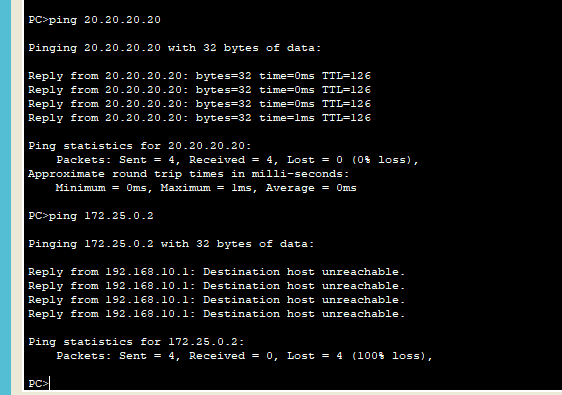 PC>ping 20.20.20.20
Pinging 20.20.20.20 with 32 bytes of data:
Reply from 20.20.20.20: bytes=32 time=0ms TTL=126
Reply from 20.20.20.20: bytes=32 time=0ms TTL=126
Reply from 20.20.20.20: bytes=32 time=0ms TTL=126
Reply from 20.20.20.20: bytes=32 time=1ms TTL=126
Ping statistics for 20.20.20.20:
Packets: Sent = 4, Received = 4, Lost = 0 (0% loss),
Approximate round trip times in milli-seconds:
Minimum = 0ms, Maximum = 1ms, Average = 0ms
PC>ping 172.25.0.2
Pinging 172.25.0.2 with 32 bytes of data:
Reply from 192.168.10.1: Destination host unreachable.
Reply from 192.168.10.1: Destination host unreachable.
Reply from 192.168.10.1: Destination host unreachable.
Reply from 192.168.10.1: Destination host unreachable.
Ping statistics for 172.25.0.2:
Packets: Sent = 4, Received = 0, Lost = 4 (100% loss),
PC>